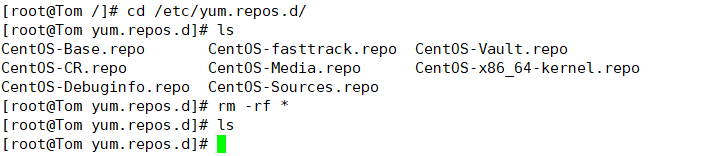 [root@Tom /]# cd /etc/yum.repos.d/
[root@Tom yum.repos.d]# ls
CentOS-Base.repo       CentOS-fasttrack.repo  CentOS-Vault.repo
CentOS-CR.repo         CentOS-Media.repo      CentOS-x86_64-kernel.repo
CentOS-Debuginfo.repo  CentOS-Sources.repo
[root@Tom yum.repos.d]# rm -rf *
[root@Tom yum.repos.d]# ls
[root@Tom yum.repos.d]#